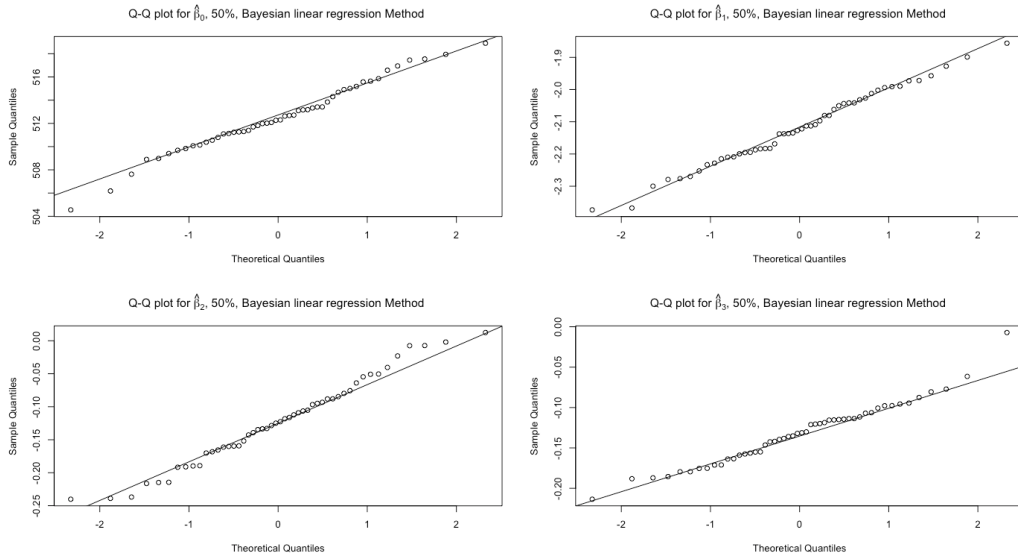 Q-Q plot for β̂₀, 50%, Bayesian linear regression Method
Sample Quantiles
504 508 512 516
-2 -1 0 1 2
Theoretical Quantiles
Q-Q plot for β̂₁, 50%, Bayesian linear regression Method
Sample Quantiles
-2.3 -2.2 -2.1 -2.0 -1.9
-2 -1 0 1 2
Theoretical Quantiles
Q-Q plot for β̂₂, 50%, Bayesian linear regression Method
Sample Quantiles
-0.25 -0.20 -0.15 -0.10 -0.05 0.00
-2 -1 0 1 2
Theoretical Quantiles
Q-Q plot for β̂₃, 50%, Bayesian linear regression Method
Sample Quantiles
-0.20 -0.15 -0.10 -0.05 0.00
-2 -1 0 1 2
Theoretical Quantiles